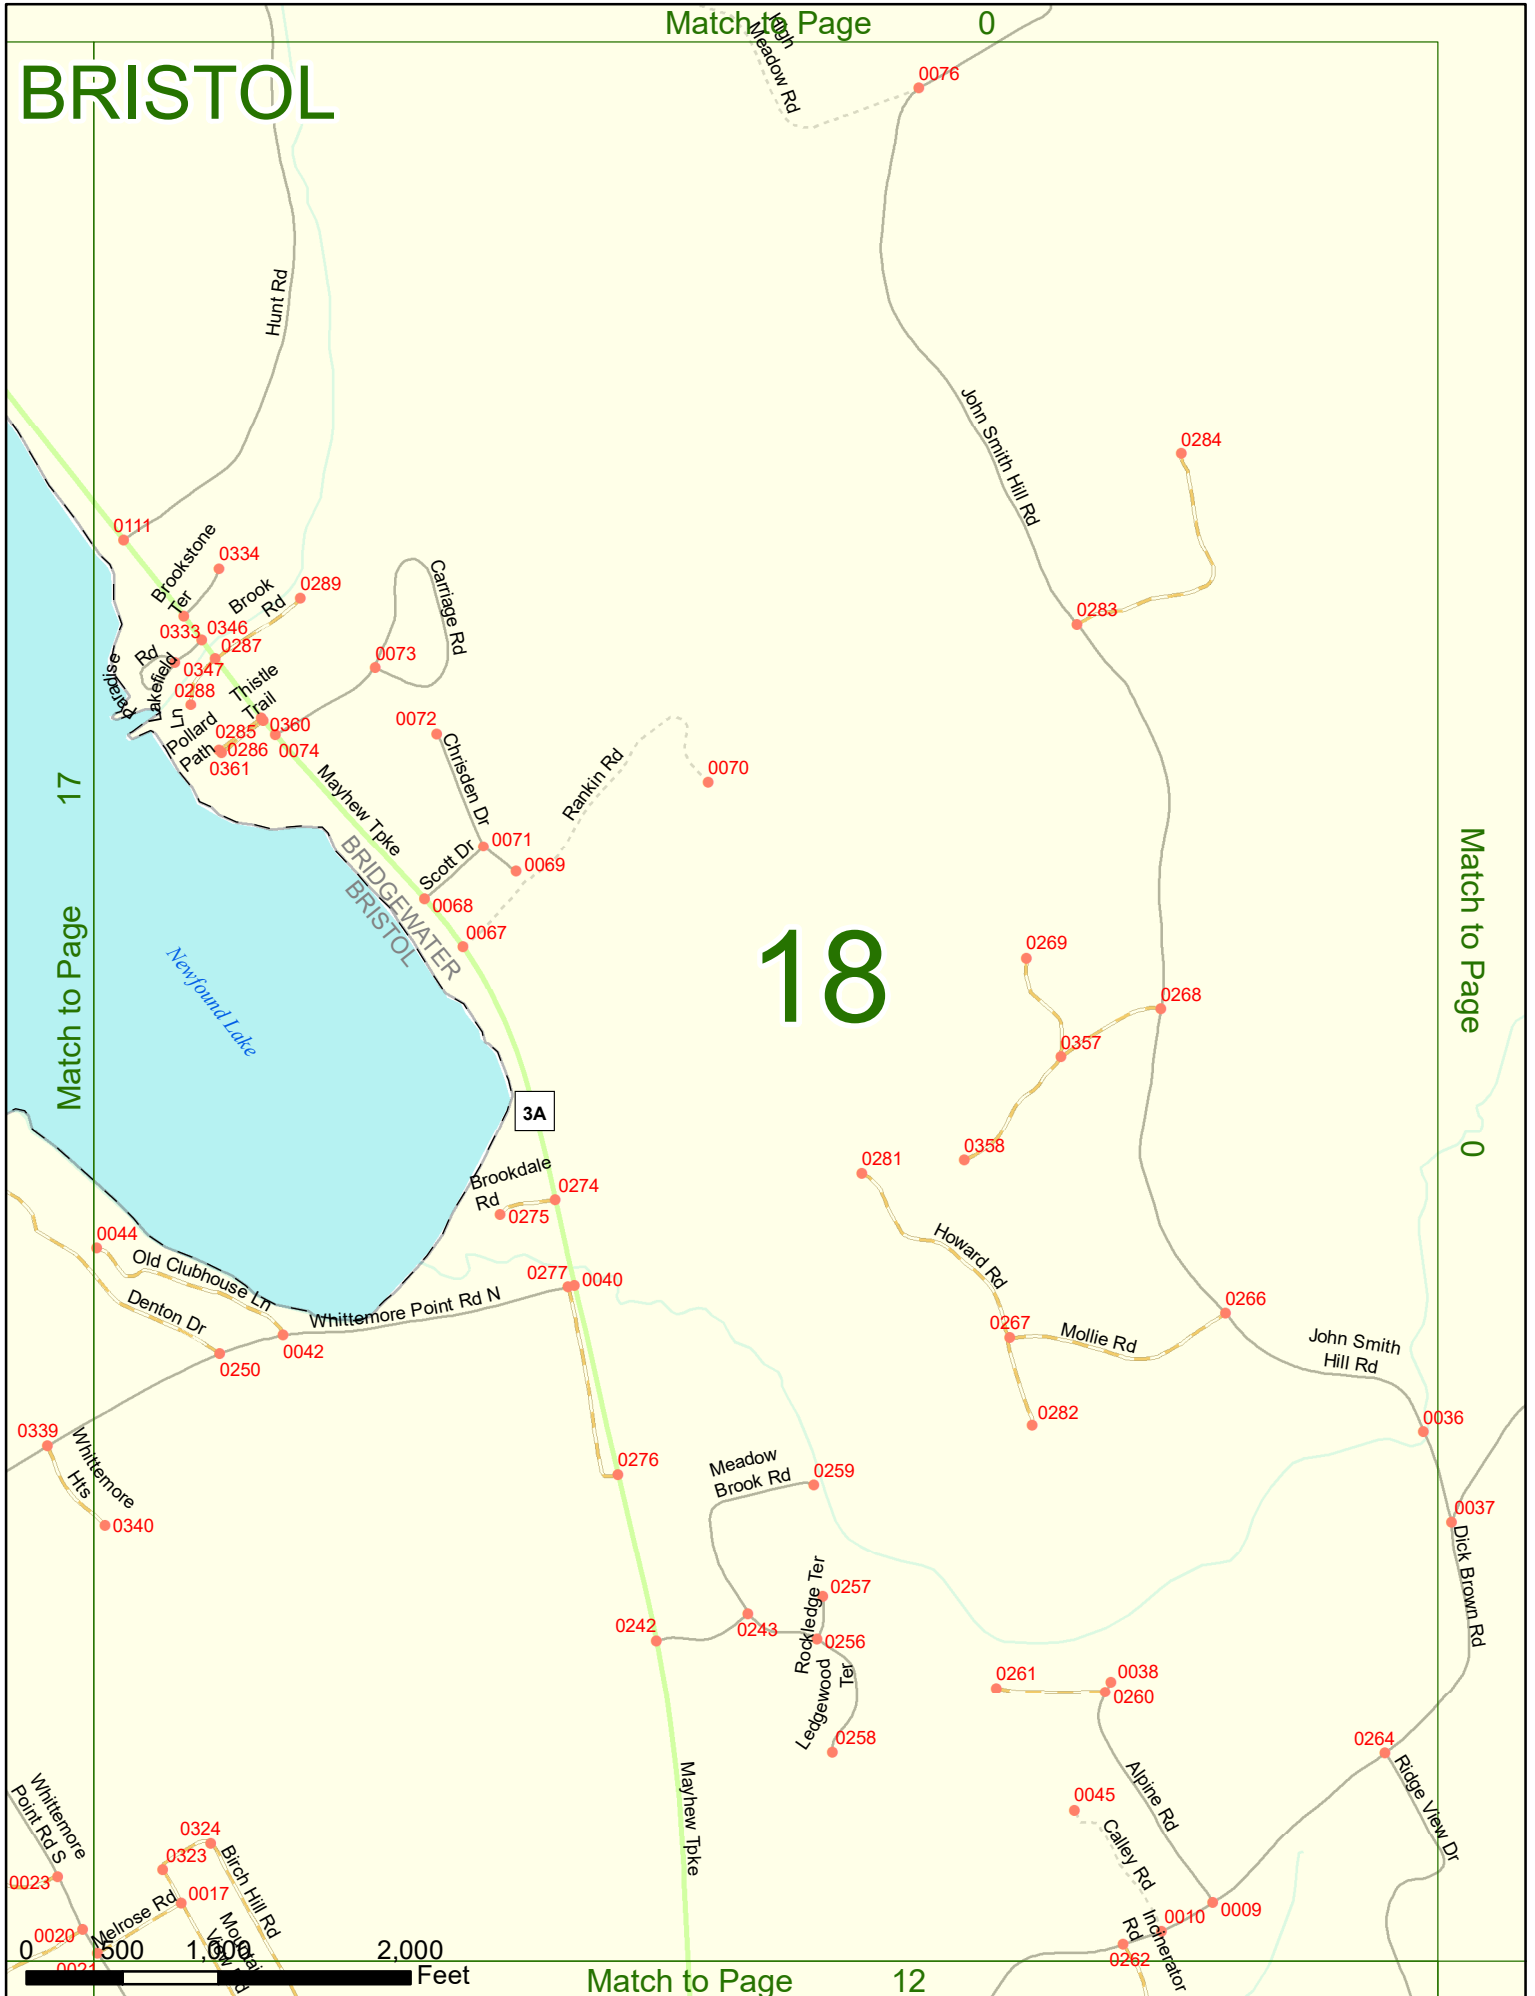 Match to Page 0
BRISTOL
High
Meadow Rd
0076
Hunt Rd
John Smith Hill Rd
0284
0111
Brookstone
Ter
0334
Brook
Rd
0289
Carriage Rd
0283
0333
0346
0287
0073
Rd
Lakefield
0347
Paradise
Ln
0288
Thistle
Trail
Pollard
Path
0285
0286
0361
0360
0074
0072
Chrisden Dr
Rankin Rd
0070
17
Match to Page
Mayhew Tpke
0071
Scott Dr
0069
0068
0067
BRIDGEWATER
BRISTOL
Match to Page
0
18
Newfound Lake
0269
0268
0357
3A
0358
0281
Brookdale
Rd
0274
0275
0044
Old Clubhouse Ln
Denton Dr
Whittemore Point Rd N
0277
0040
0042
0250
Howard Rd
0266
0267
Mollie Rd
John Smith
Hill Rd
0282
0036
0339
Whittemore
Hts
0340
0276
Meadow
Brook Rd
0259
0037
Dick Brown Rd
Rockledge Ter
0257
0242
0243
0256
Ledgewood
Ter
0258
0261
0038
0260
0264
Ridge View Dr
Alpine Rd
0045
Calley Rd
Mayhew Tpke
Whittemore
Point Rd S
0324
0323
Birch Hill Rd
0023
0017
Melrose Rd
Mountain
View Rd
0020
0021
0009
0010
Incinerator
Rd
0262
0 500 1,000 2,000
Feet
Match to Page 12